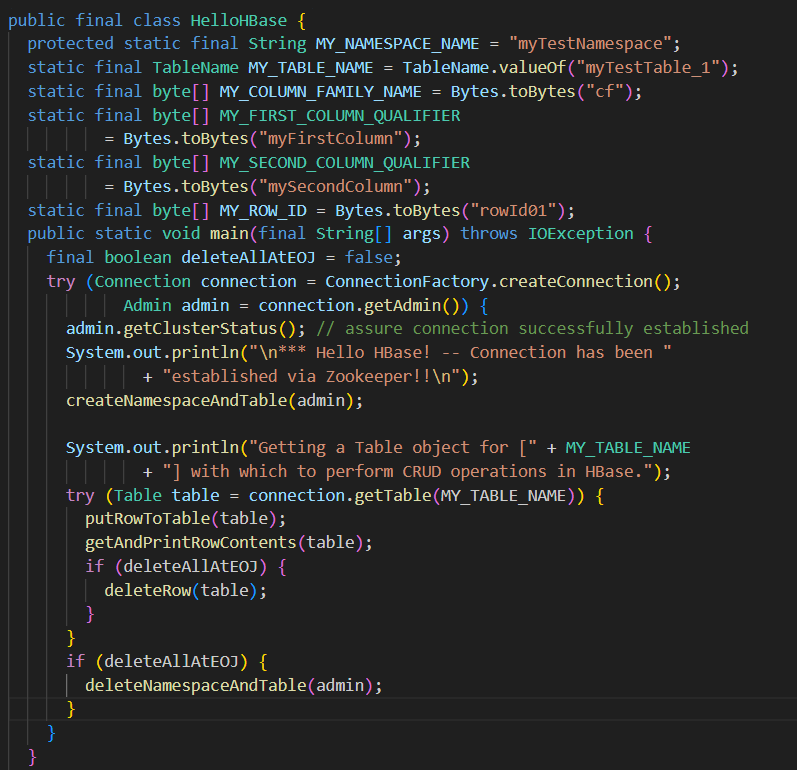 public final class HelloHBase {
  protected static final String MY_NAMESPACE_NAME = "myTestNamespace";
  static final TableName MY_TABLE_NAME = TableName.valueOf("myTestTable_1");
  static final byte[] MY_COLUMN_FAMILY_NAME = Bytes.toBytes("cf");
  static final byte[] MY_FIRST_COLUMN_QUALIFIER
          = Bytes.toBytes("myFirstColumn");
  static final byte[] MY_SECOND_COLUMN_QUALIFIER
          = Bytes.toBytes("mySecondColumn");
  static final byte[] MY_ROW_ID = Bytes.toBytes("rowId01");
  public static void main(final String[] args) throws IOException {
    final boolean deleteAllAtEOJ = false;
    try (Connection connection = ConnectionFactory.createConnection();
            Admin admin = connection.getAdmin()) {
      admin.getClusterStatus(); // assure connection successfully established
      System.out.println("\n*** Hello HBase! -- Connection has been "
              + "established via Zookeeper!!\n");
      createNamespaceAndTable(admin);

      System.out.println("Getting a Table object for [" + MY_TABLE_NAME
              + "] with which to perform CRUD operations in HBase.");
      try (Table table = connection.getTable(MY_TABLE_NAME)) {
        putRowToTable(table);
        getAndPrintRowContents(table);
        if (deleteAllAtEOJ) {
          deleteRow(table);
        }
      }
      if (deleteAllAtEOJ) {
        deleteNamespaceAndTable(admin);
      }
    }
  }